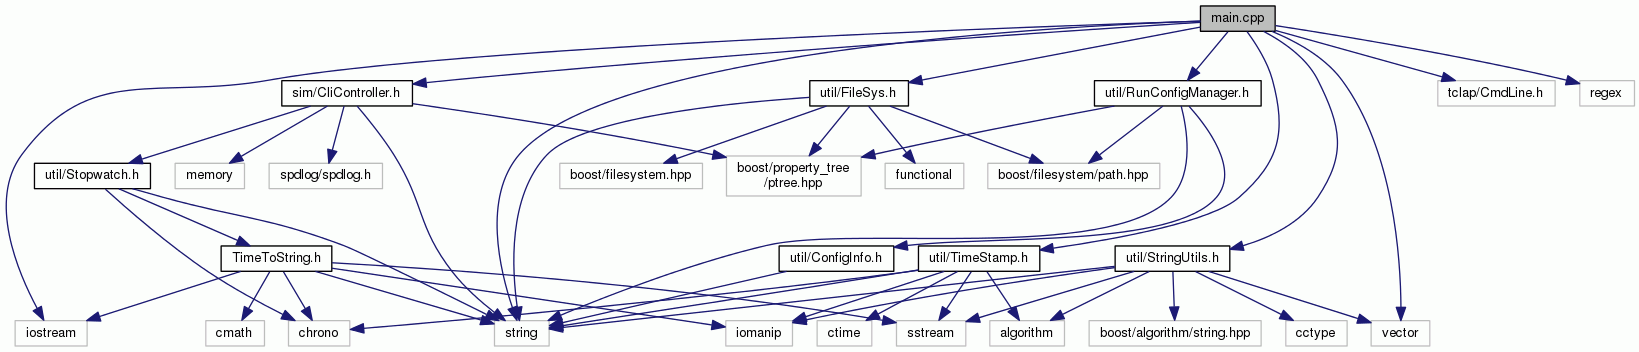 main.cpp
sim/CliController.h
util/FileSys.h
util/RunConfigManager.h
tclap/CmdLine.h
regex
util/Stopwatch.h
memory
spdlog/spdlog.h
boost/filesystem.hpp
boost/property_tree
/ptree.hpp
functional
boost/filesystem/path.hpp
TimeToString.h
util/ConfigInfo.h
util/TimeStamp.h
util/StringUtils.h
iostream
cmath
chrono
string
iomanip
ctime
sstream
algorithm
boost/algorithm/string.hpp
cctype
vector